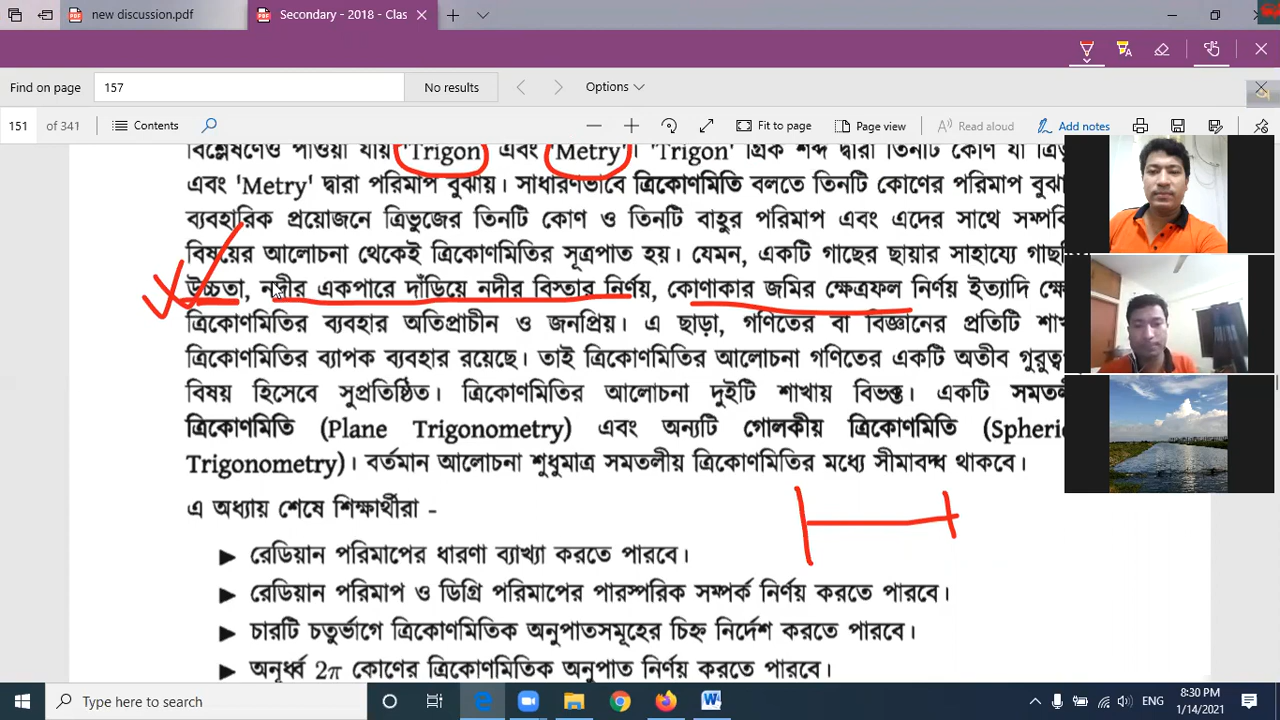 new discussion.pdf
Secondary - 2018 - Clas
Find on page
157
No results
Options
151
of 341
Contents
Fit to page
Page view
Read aloud
Add notes
বিশ্লেষণেও পাওয়া যায় 'Trigon' এবং 'Metry'। 'Trigon' গ্রিক শব্দ দ্বারা তিনটি কোণ যা ত্রিভু
এবং 'Metry' দ্বারা পরিমাপ বুঝায়। সাধারণভাবে ত্রিকোণমিতি বলতে তিনটি কোণের পরিমাপ বুঝা
ব্যবহারিক প্রয়োজনে ত্রিভুজের তিনটি কোণ ও তিনটি বাহুর পরিমাপ এবং এদের সাথে সম্পর্কি
বিষয়ের আলোচনা থেকেই ত্রিকোণমিতির সূত্রপাত হয়। যেমন, একটি গাছের ছায়ার সাহায্যে গাছটির
উচ্চতা, নদীর একপারে দাঁড়িয়ে নদীর বিস্তার নির্ণয়, কোণাকার জমির ক্ষেত্রফল নির্ণয় ইত্যাদি ক্ষে
ত্রিকোণমিতির ব্যবহার অতিপ্রাচীন ও জনপ্রিয়। এ ছাড়া, গণিতের বা বিজ্ঞানের প্রতিটি শাখ
ত্রিকোণমিতির ব্যাপক ব্যবহার রয়েছে। তাই ত্রিকোণমিতির আলোচনা গণিতের একটি অতীব গুরুত্ব
বিষয় হিসেবে সুপ্রতিষ্ঠিত। ত্রিকোণমিতির আলোচনা দুইটি শাখায় বিভক্ত। একটি সমতল
ত্রিকোণমিতি (Plane Trigonometry) এবং অন্যটি গোলকীয় ত্রিকোণমিতি (Spheric
Trigonometry)। বর্তমান আলোচনা শুধুমাত্র সমতলীয় ত্রিকোণমিতির মধ্যে সীমাবদ্ধ থাকবে।
এ অধ্যায় শেষে শিক্ষার্থীরা -
► রেডিয়ান পরিমাপের ধারণা ব্যাখ্যা করতে পারবে।
► রেডিয়ান পরিমাপ ও ডিগ্রি পরিমাপের পারস্পরিক সম্পর্ক নির্ণয় করতে পারবে।
► চারটি চতুর্ভাগে ত্রিকোণমিতিক অনুপাতসমূহের চিহ্ন নির্দেশ করতে পারবে।
► অনূর্ধ্ব 2π কোণের ত্রিকোণমিতিক অনুপাত নির্ণয় করতে পারবে।
Type here to search
ENG
8:30 PM
1/14/2021